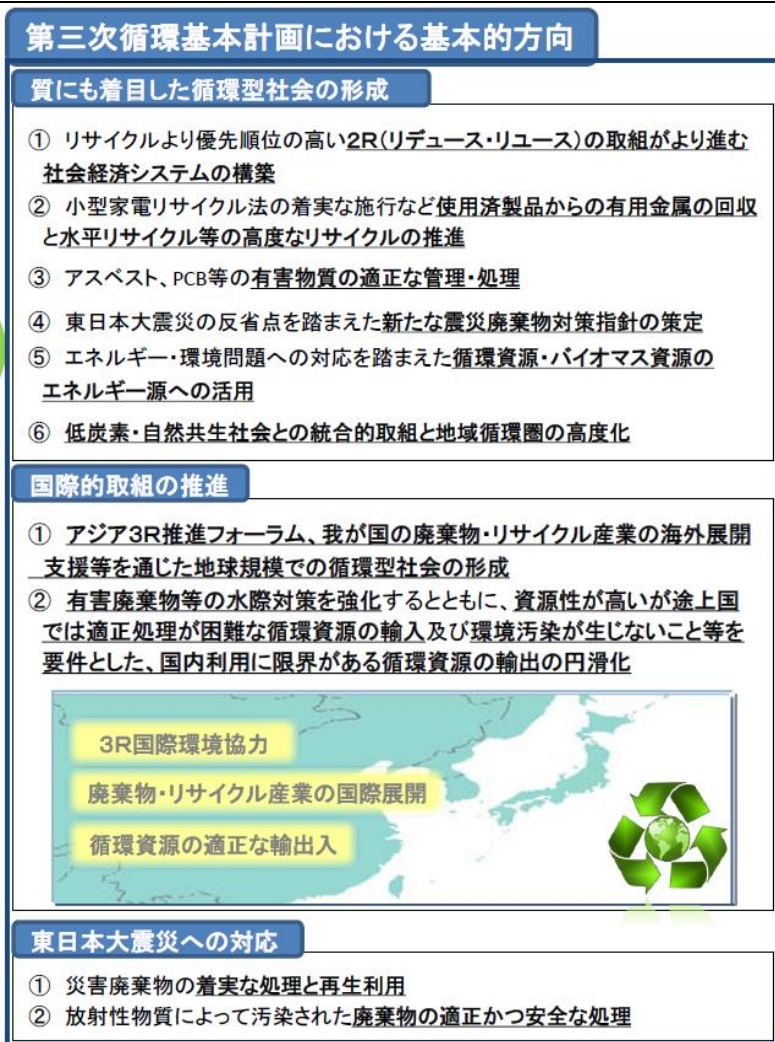 第三次循環基本計画における基本的方向
質にも着目した循環型社会の形成
① リサイクルより優先順位の高い2R(リデュース・リユース)の取組がより進む
社会経済システムの構築
② 小型家電リサイクル法の着実な施行など使用済製品からの有用金属の回収
と水平リサイクル等の高度なリサイクルの推進
③ アスベスト、PCB等の有害物質の適正な管理・処理
④ 東日本大震災の反省点を踏まえた新たな震災廃棄物対策指針の策定
⑤ エネルギー・環境問題への対応を踏まえた循環資源・バイオマス資源の
エネルギー源への活用
⑥ 低炭素・自然共生社会との統合的取組と地域循環圏の高度化
国際的取組の推進
① アジア3R推進フォーラム、我が国の廃棄物・リサイクル産業の海外展開
支援等を通じた地球規模での循環型社会の形成
② 有害廃棄物等の水際対策を強化するとともに、資源性が高いが途上国
では適正処理が困難な循環資源の輸入及び環境汚染が生じないこと等を
要件とした、国内利用に限界がある循環資源の輸出の円滑化
3R国際環境協力
廃棄物・リサイクル産業の国際展開
循環資源の適正な輸出入
東日本大震災への対応
① 災害廃棄物の着実な処理と再生利用
② 放射性物質によって汚染された廃棄物の適正かつ安全な処理